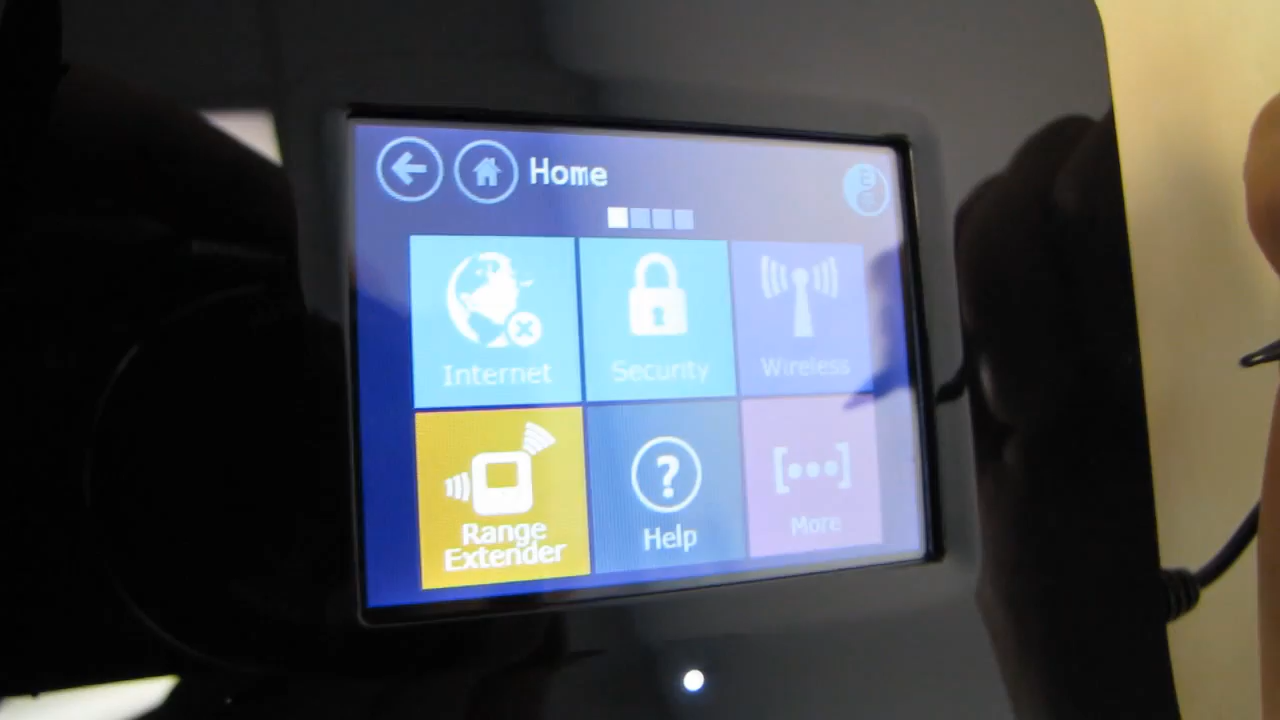 Home
Internet
Security
Wireless
Range
Extender
?
Help
[...]
More